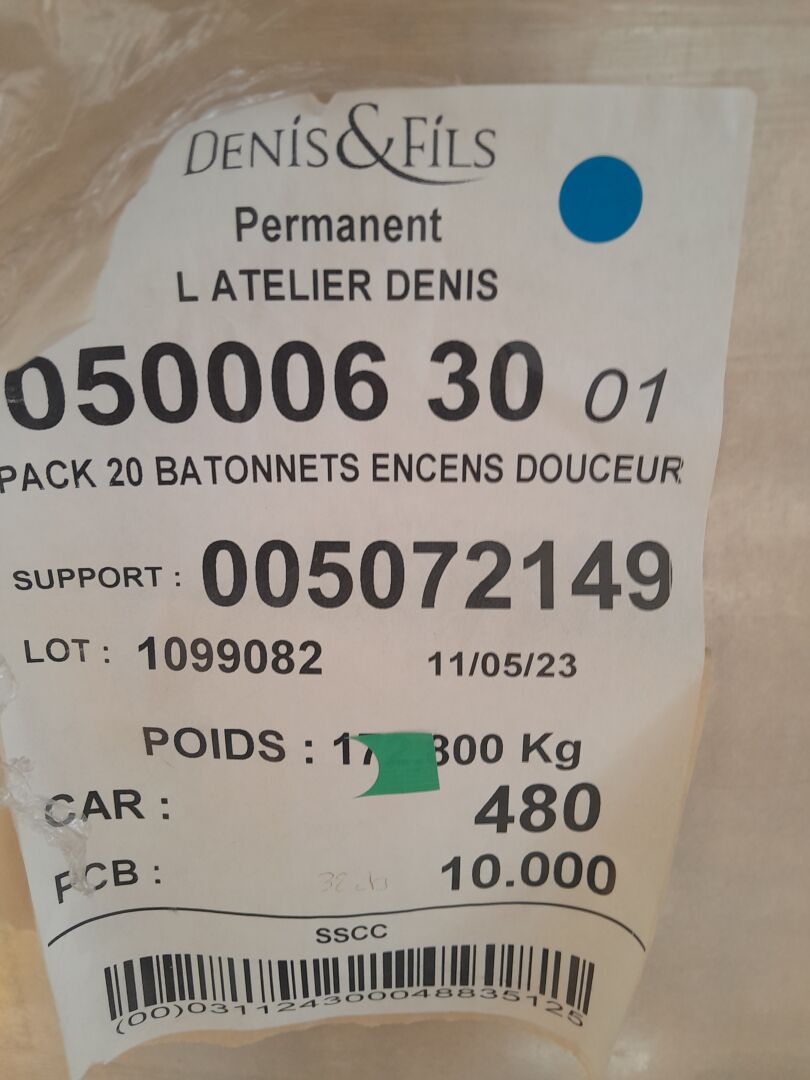 DENIS&FILS
Permanent
L ATELIER DENIS
050006 30 01
PACK 20 BATONNETS ENCENS DOUCEUR
SUPPORT : 005072149
LOT : 1099082 11/05/23
POIDS : Kg
CAR : 480
PCB : 10.000
SSCC
(00)031124300048835125